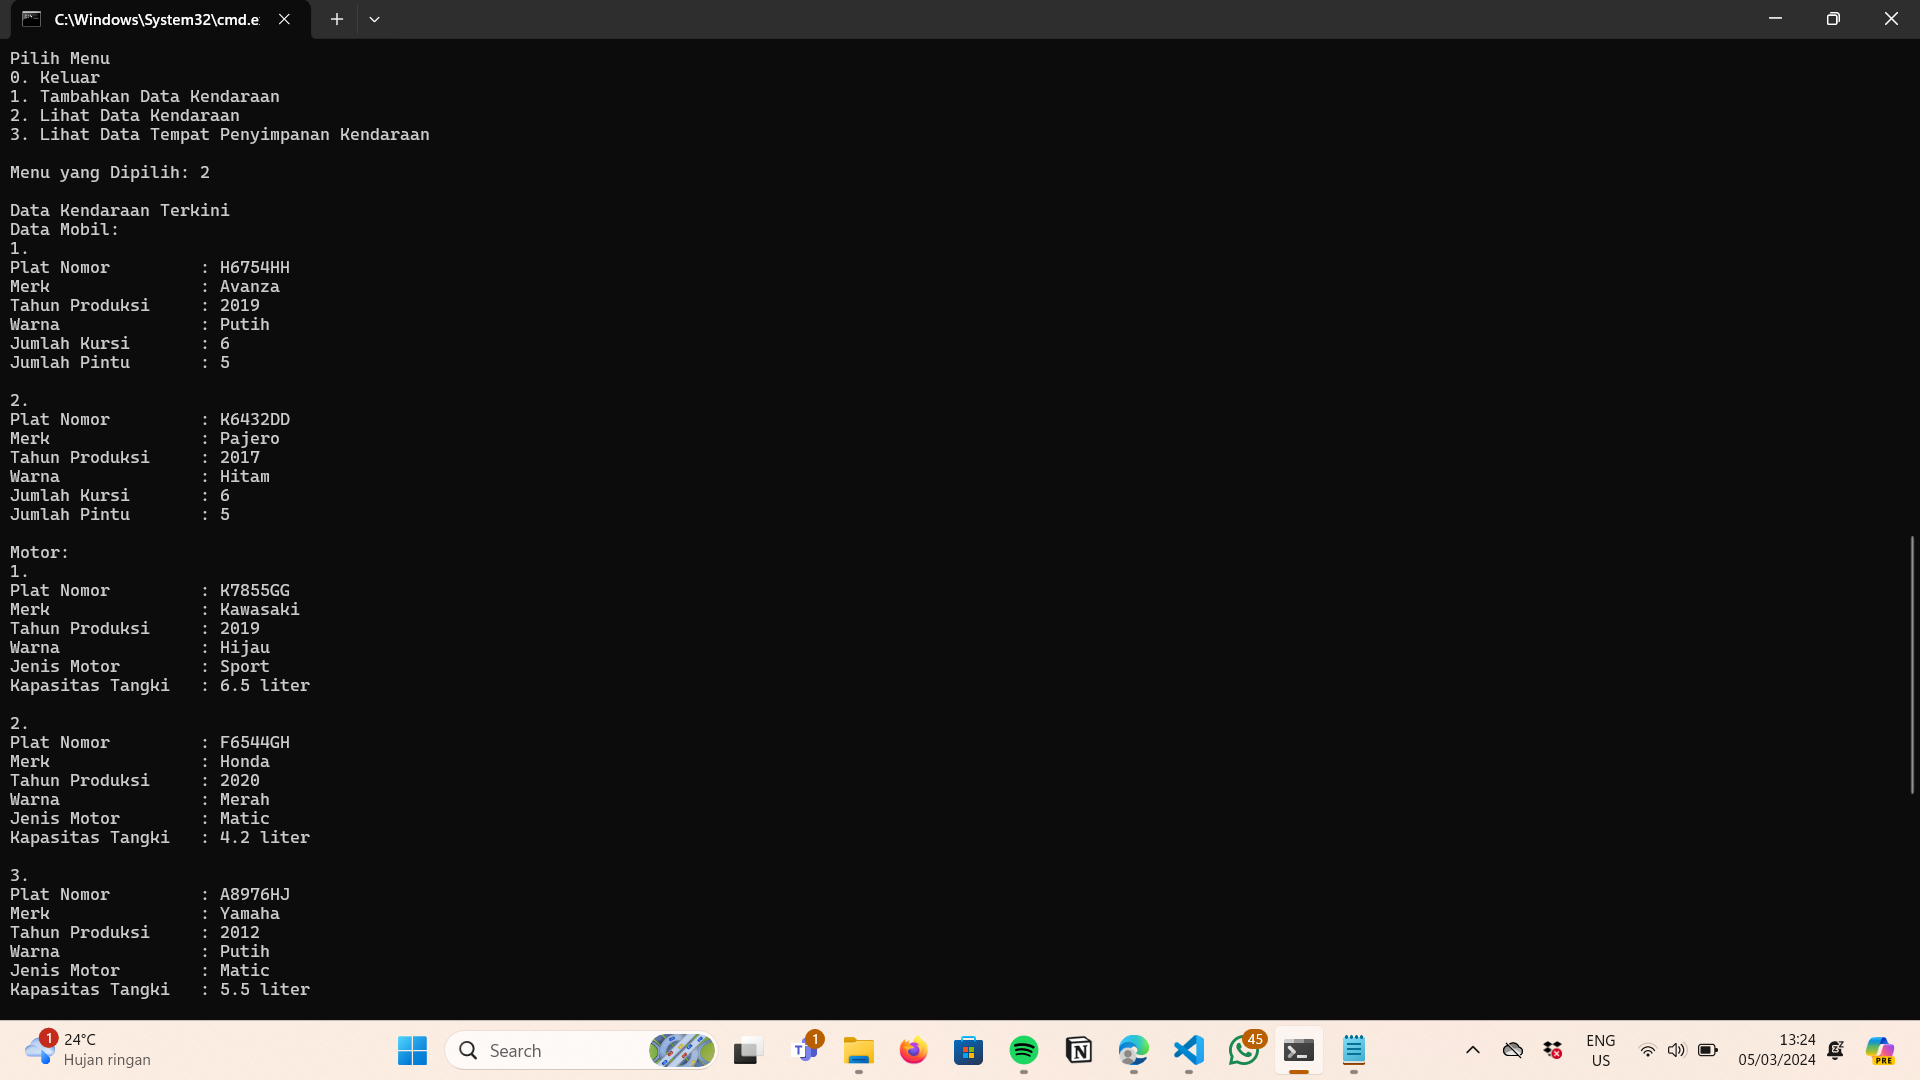 C:\Windows\System32\cmd.e
Pilih Menu
0. Keluar
1. Tambahkan Data Kendaraan
2. Lihat Data Kendaraan
3. Lihat Data Tempat Penyimpanan Kendaraan
Menu yang Dipilih: 2
Data Kendaraan Terkini
Data Mobil:
1.
Plat Nomor : H6754HH
Merk : Avanza
Tahun Produksi : 2019
Warna : Putih
Jumlah Kursi : 6
Jumlah Pintu : 5
2.
Plat Nomor : K6432DD
Merk : Pajero
Tahun Produksi : 2017
Warna : Hitam
Jumlah Kursi : 6
Jumlah Pintu : 5
Motor:
1.
Plat Nomor : K7855GG
Merk : Kawasaki
Tahun Produksi : 2019
Warna : Hijau
Jenis Motor : Sport
Kapasitas Tangki : 6.5 liter
2.
Plat Nomor : F6544GH
Merk : Honda
Tahun Produksi : 2020
Warna : Merah
Jenis Motor : Matic
Kapasitas Tangki : 4.2 liter
3.
Plat Nomor : A8976HJ
Merk : Yamaha
Tahun Produksi : 2012
Warna : Putih
Jenis Motor : Matic
Kapasitas Tangki : 5.5 liter
1
24°C
Hujan ringan
Search
1
45
ENG
US
13:24
05/03/2024
PRE